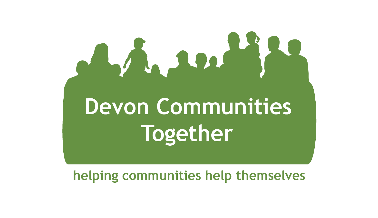 Devon Communities
Together
helping communities help themselves